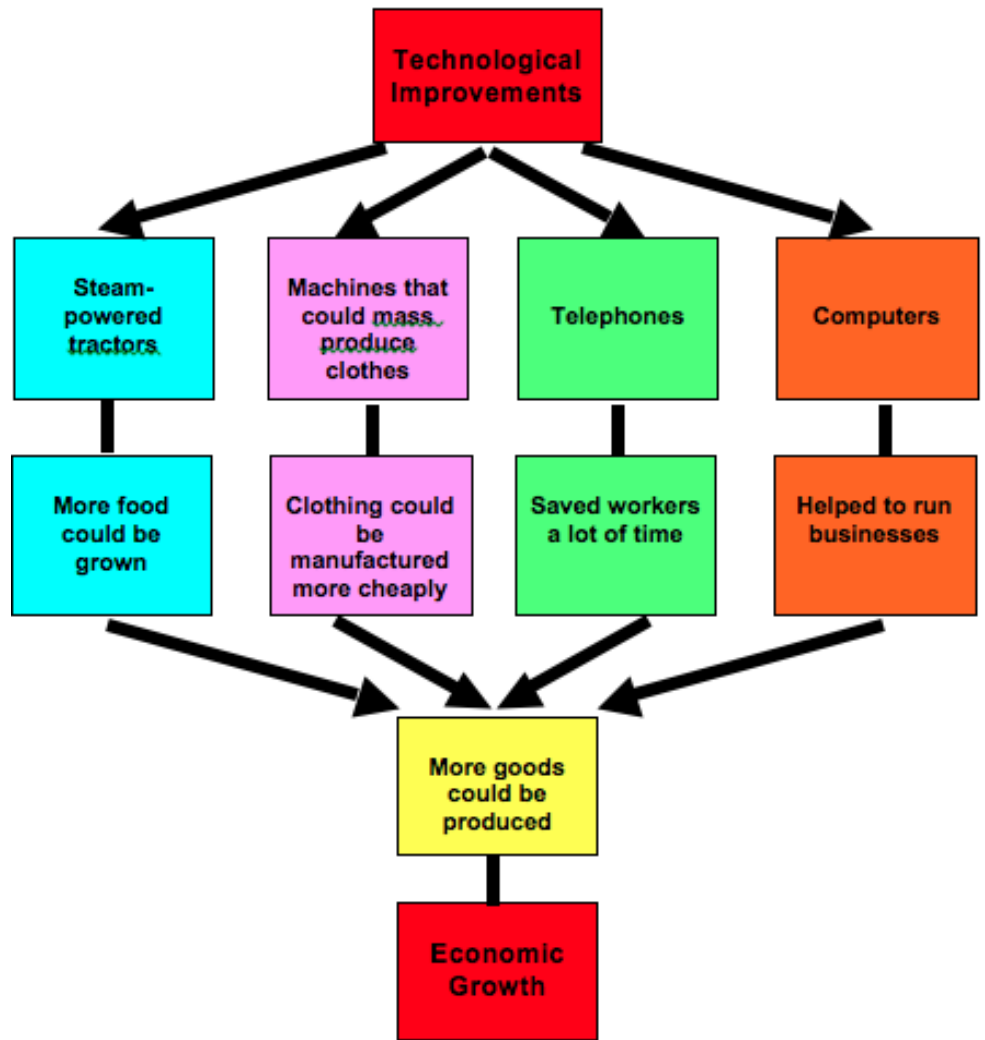 Technological
Improvements
Steam-
powered
tractors
Machines that
could mass
produce
clothes
Telephones
Computers
More food
could be
grown
Clothing could
be
manufactured
more cheaply
Saved workers
a lot of time
Helped to run
businesses
More goods
could be
produced
Economic
Growth